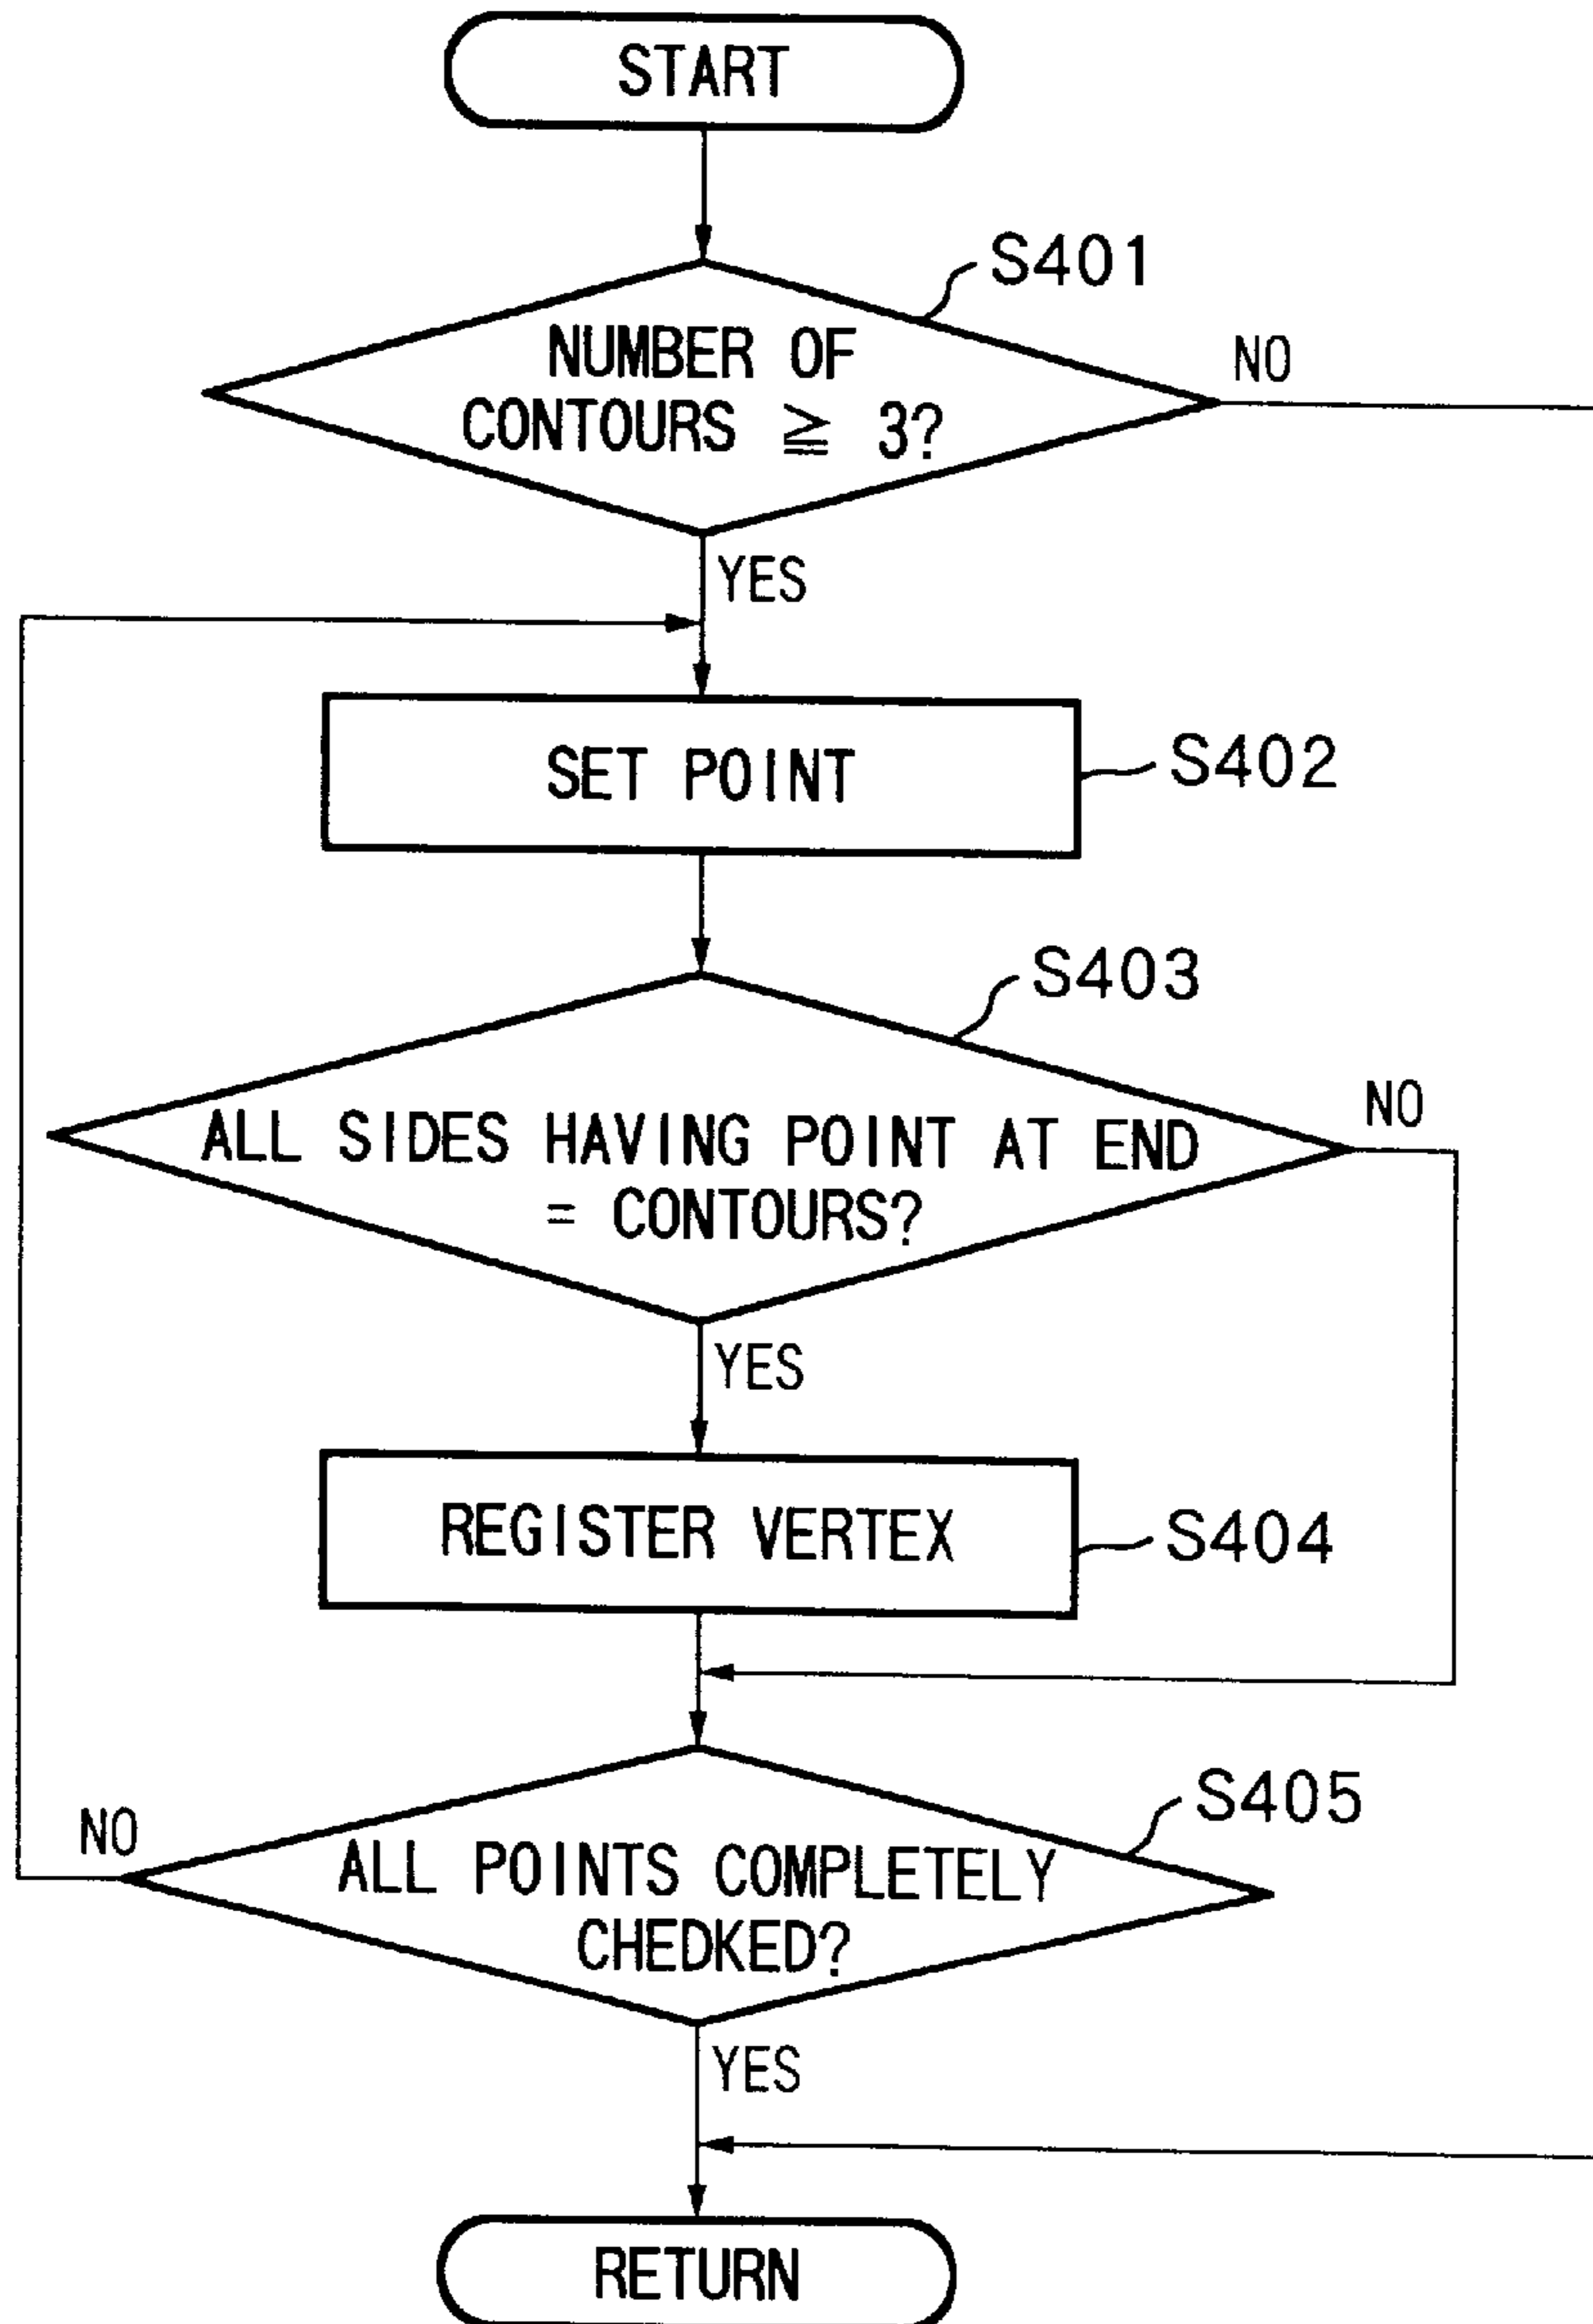 START
S401
NUMBER OF
CONTOURS ≧ 3?
NO
YES
SET POINT
S402
S403
ALL SIDES HAVING POINT AT END
= CONTOURS?
NO
YES
REGISTER VERTEX
S404
S405
NO
ALL POINTS COMPLETELY
CHEDKED?
YES
RETURN